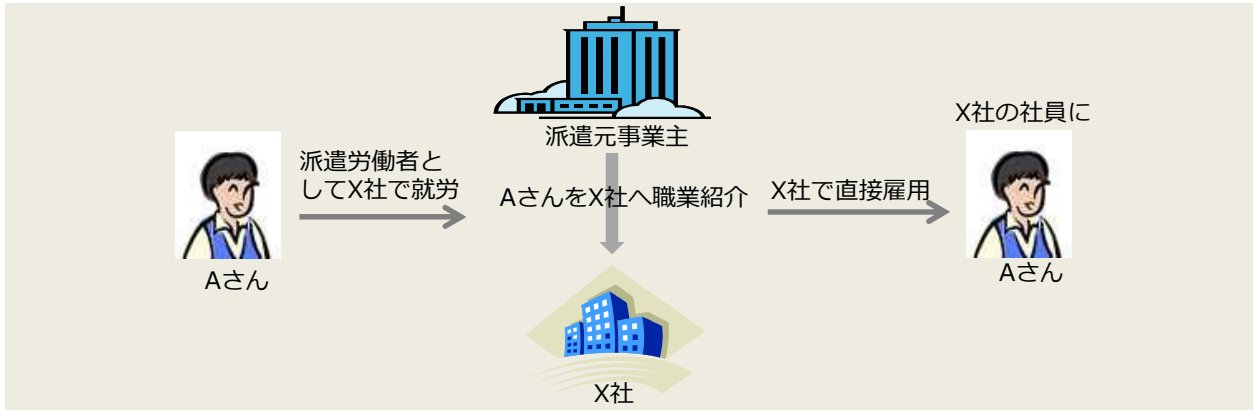 派遣元事業主
X社の社員に
派遣労働者と
してX社で就労
AさんをX社へ職業紹介
X社で直接雇用
Aさん
Aさん
X社